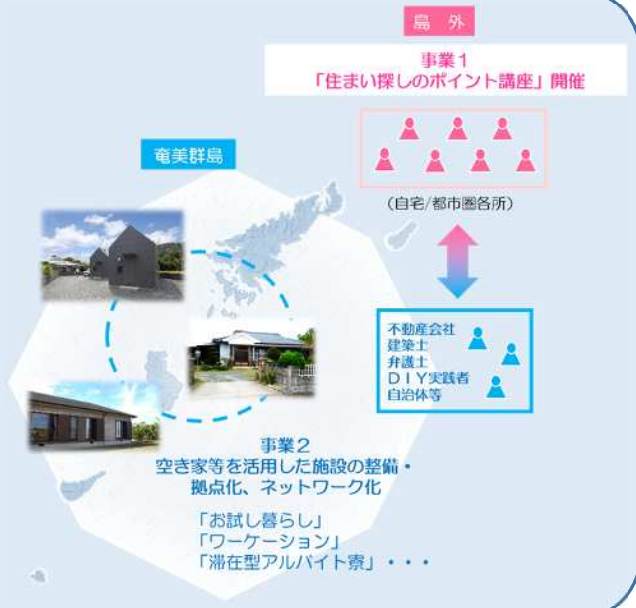 島 外
事業1
「住まい探しのポイント講座」開催
(自宅/都市圏各所)
奄美群島
不動産会社
建築士
弁護士
DIY実践者
自治体等
事業2
空き家等を活用した施設の整備・
拠点化、ネットワーク化
「お試し暮らし」
「ワーケーション」
「滞在型アルバイト寮」・・・